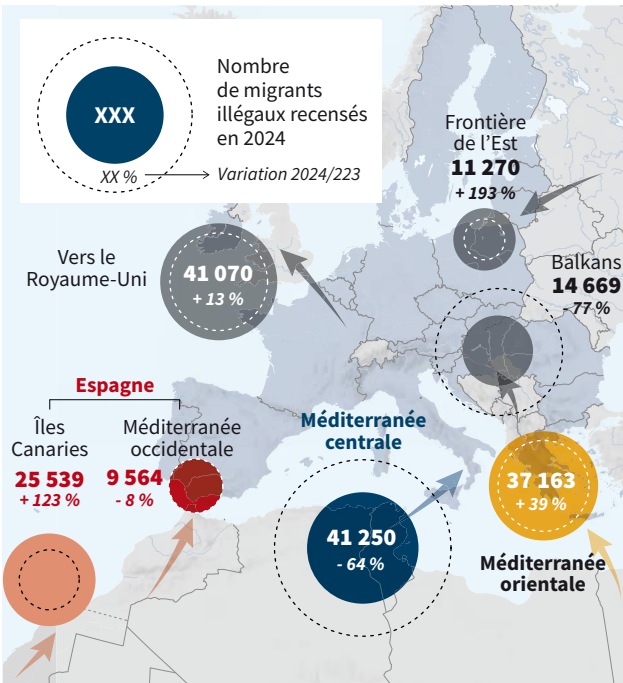 XXX
XX %
Nombre
de migrants
illégaux recensés
en 2024
Variation 2024/223
Frontière
de l'Est
11 270
+ 193 %
Vers le
Royaume-Uni
41 070
+ 13 %
Balkans
14 669
- 77 %
Espagne
Îles
Canaries
25 539
+ 123 %
Méditerranée
occidentale
9 564
- 8 %
Méditerranée
centrale
41 250
- 64 %
37 163
+ 39 %
Méditerranée
orientale